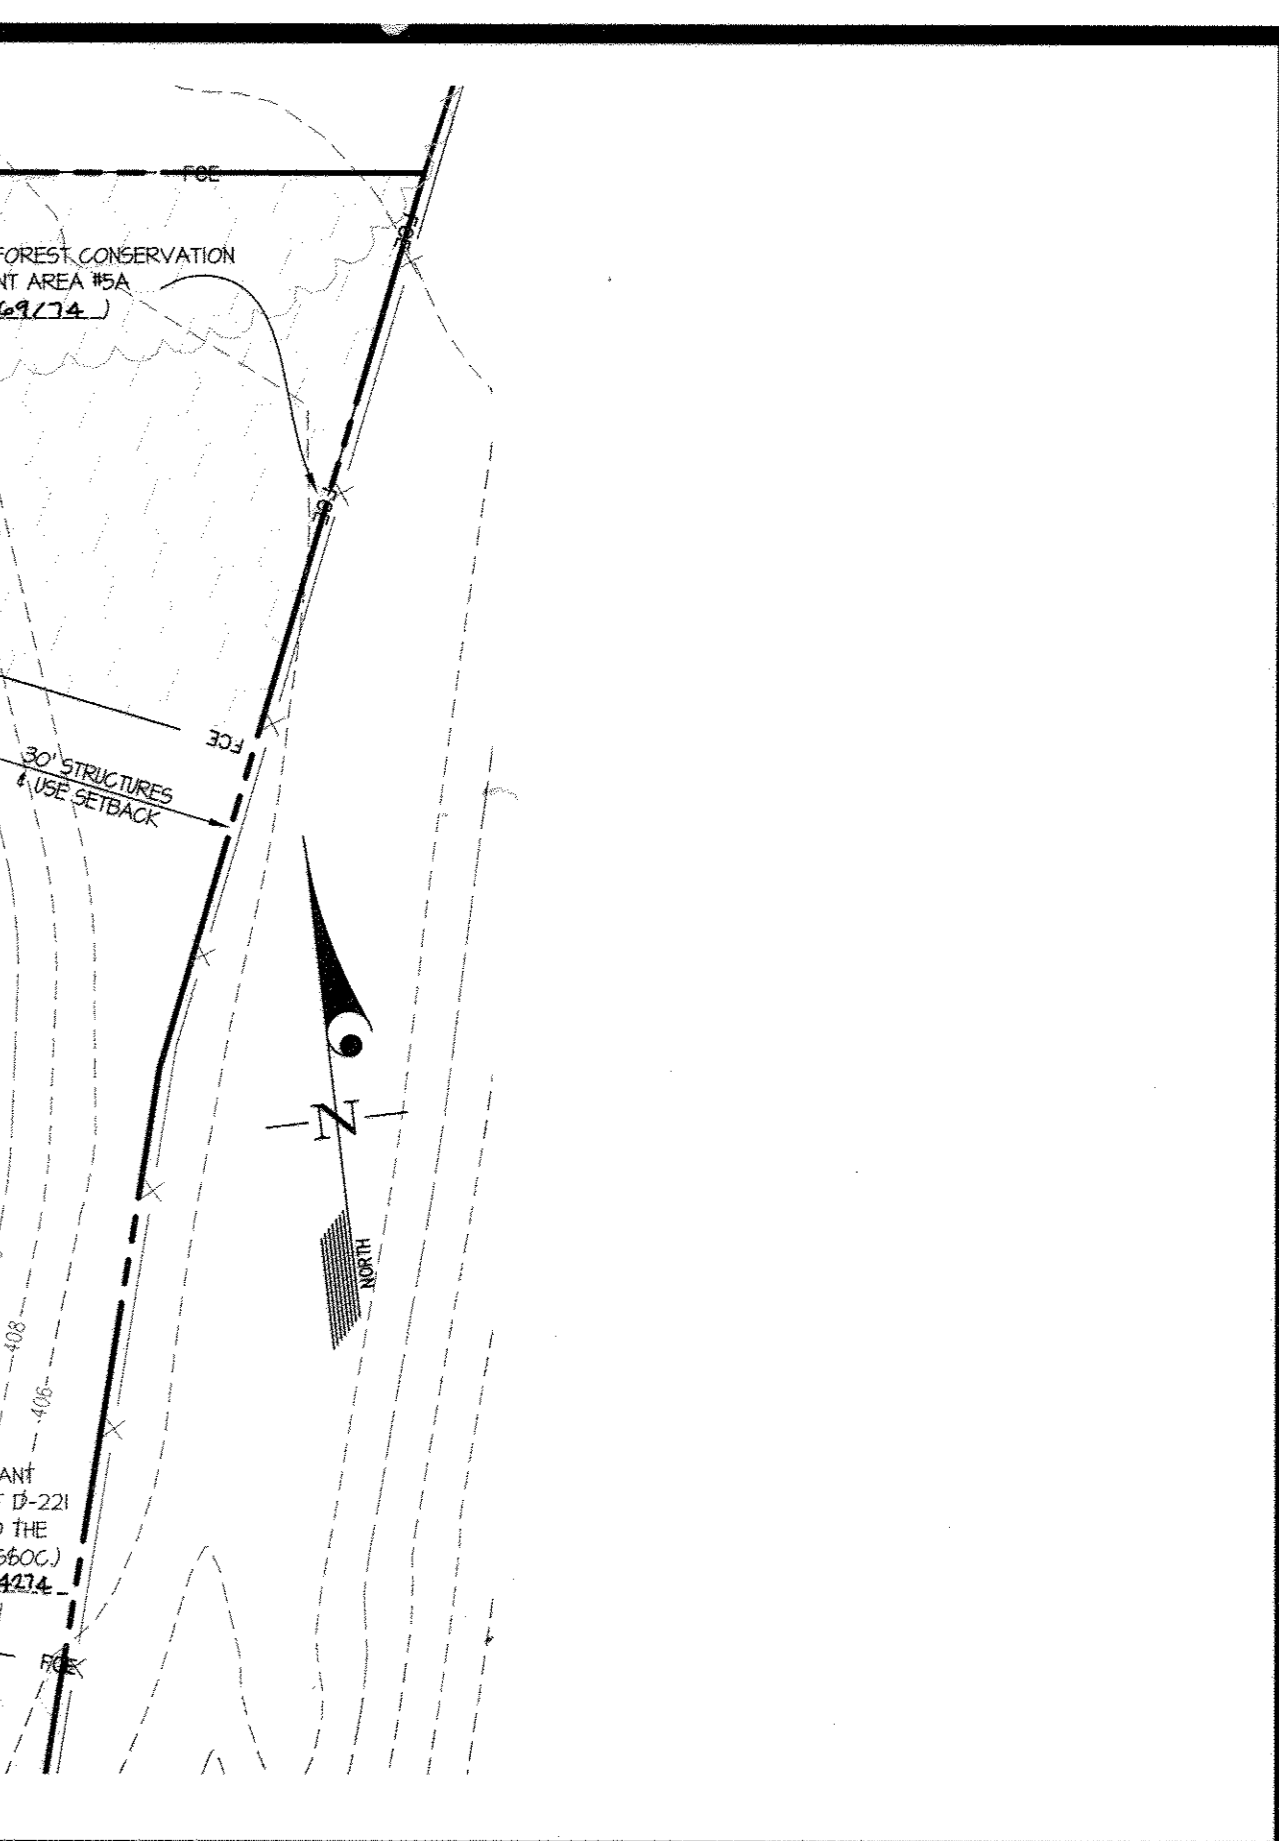 FCE
FCE
FOREST CONSERVATION
NT AREA #5A
69/74 )
FCE
FCE
30' STRUCTURES
& USE SETBACK
N
NORTH
408
406
ANT
D-221
THE
4274
FCE